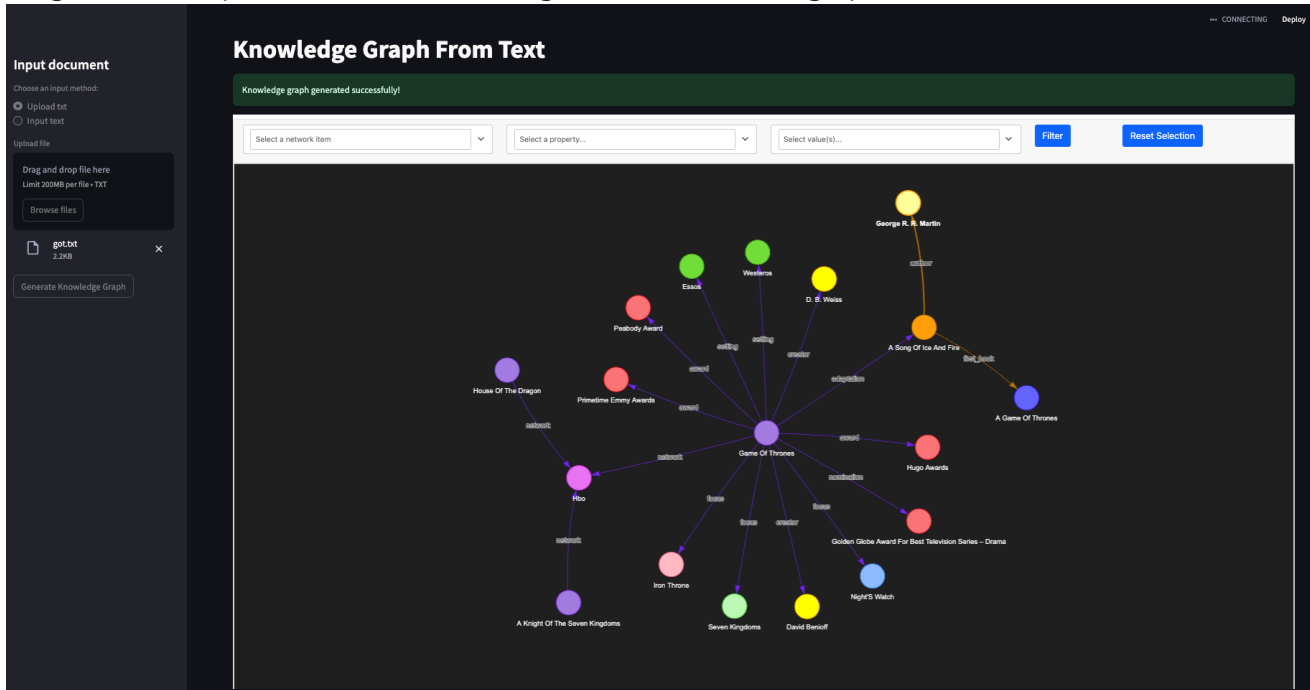 ··· CONNECTING
Deploy
Input document
Choose an input method:
Upload txt
Input text
Upload file
Drag and drop file here
Limit 200MB per file • TXT
Browse files
got.txt
2.2KB
Generate Knowledge Graph
Knowledge Graph From Text
Knowledge graph generated successfully!
Select a network item
Select a property...
Select value(s)...
Filter
Reset Selection
George R. R. Martin
author
Westeros
Essos
D. B. Weiss
Peabody Award
setting
setting
creator
A Song Of Ice And Fire
first_book
award
adaptation
House Of The Dragon
Primetime Emmy Awards
award
A Game Of Thrones
network
award
network
Game Of Thrones
Hugo Awards
nomination
Hbo
focus
focus
focus
creator
network
Golden Globe Award For Best Television Series – Drama
Iron Throne
Night'S Watch
A Knight Of The Seven Kingdoms
Seven Kingdoms
David Benioff